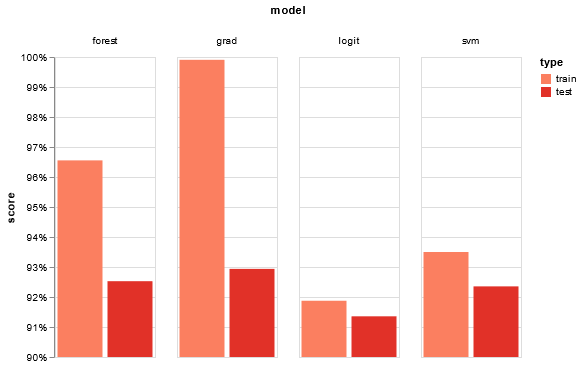 model
forest grad logit svm
type
train
test
100%
99%
98%
97%
96%
95%
94%
93%
92%
91%
90%
score